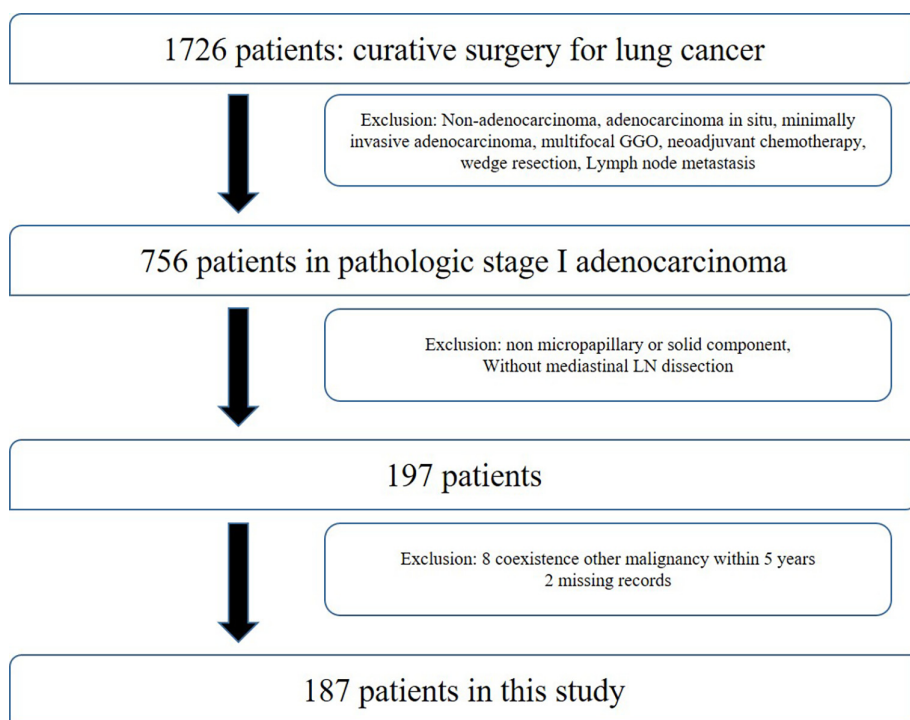 1726 patients: curative surgery for lung cancer
Exclusion: Non-adenocarcinoma, adenocarcinoma in situ, minimally
invasive adenocarcinoma, multifocal GGO, neoadjuvant chemotherapy,
wedge resection, Lymph node metastasis
756 patients in pathologic stage I adenocarcinoma
Exclusion: non micropapillary or solid component,
Without mediastinal LN dissection
197 patients
Exclusion: 8 coexistence other malignancy within 5 years
2 missing records
187 patients in this study